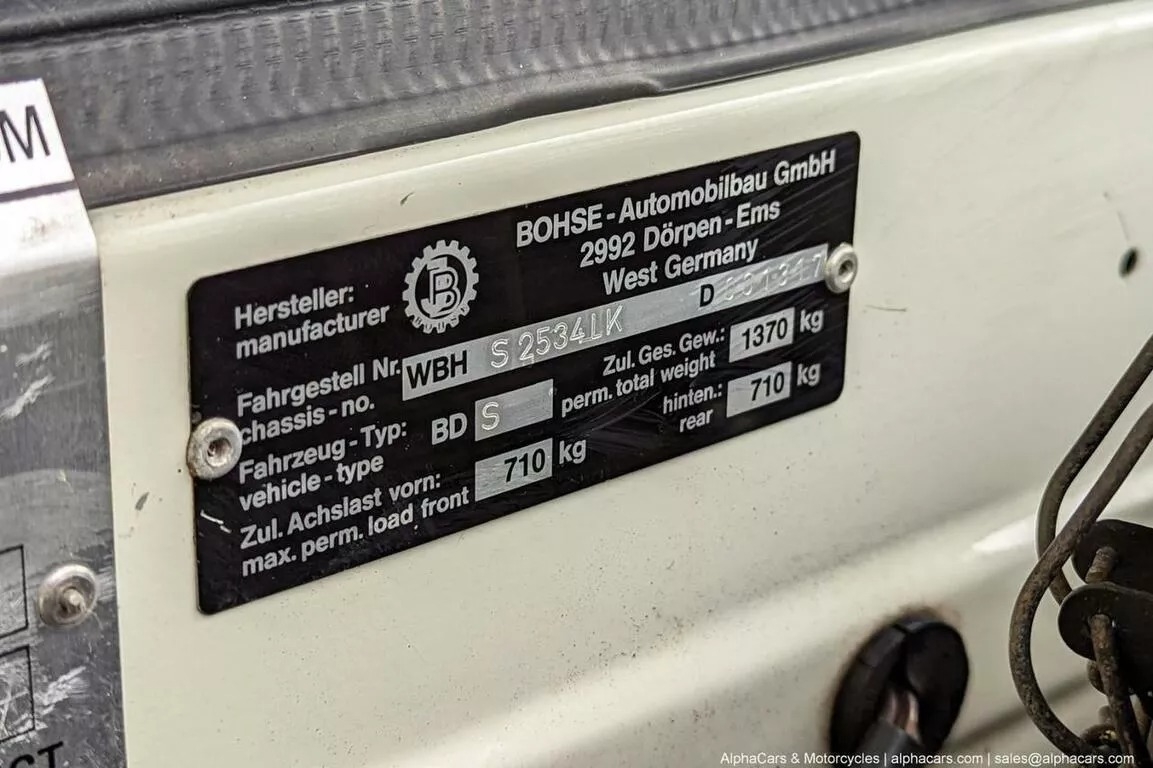 M
BOHSE - Automobilbau GmbH
2992 Dörpen - Ems
West Germany
Hersteller:
manufacturer
JB
Fahrgestell Nr.
chassis - no.
WBH S 2534LK D
Fahrzeug - Typ:
vehicle - type
BD S
Zul. Ges. Gew.: 1370 kg
perm. total weight
Zul. Achslast vorn: 710 kg
max. perm. load front
hinten.: 710 kg
rear
AlphaCars & Motorcycles | alphacars.com | sales@alphacars.com